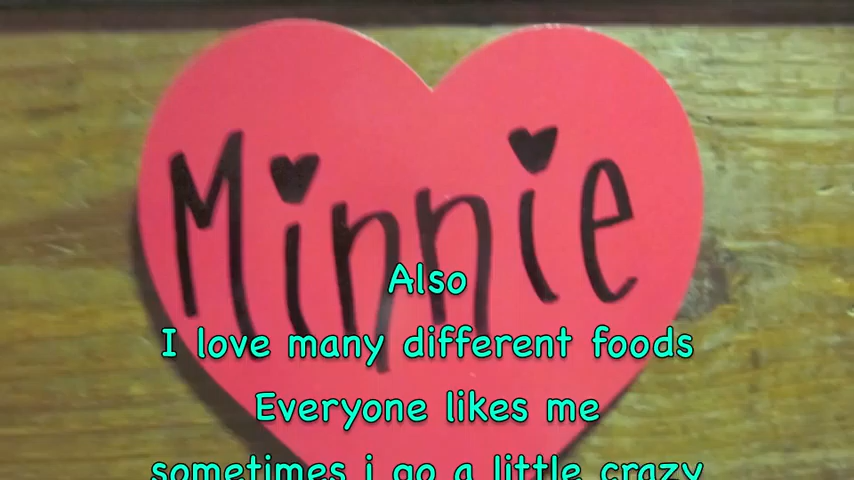 Minnie
Also
I love many different foods
Everyone likes me
sometimes i go a little crazy